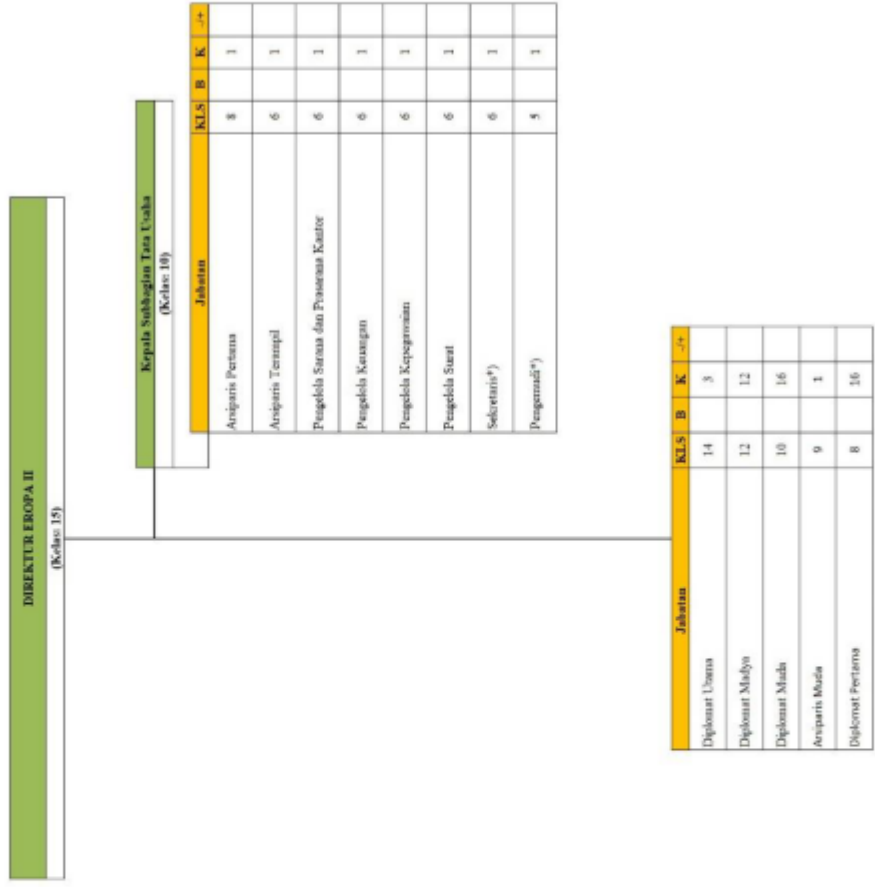 DIREKTUR EROPA II
(Kelas: 15)
Kepala Subbagian Tata Usaha
(Kelas: 10)
Jabatan KLS B K -/+
Arsiparis Pertama 8 1
Arsiparis Terampil 6 1
Pengelola Sarana dan Prasarana Kantor 6 1
Pengelola Keuangan 6 1
Pengelola Kepegawaian 6 1
Pengelola Surat 6 1
Sekretaris*) 6 1
Pengemudi*) 5 1
Jabatan KLS B K -/+
Diplomat Utama 14 3
Diplomat Madya 12 12
Diplomat Muda 10 16
Arsiparis Muda 9 1
Diplomat Pertama 8 16